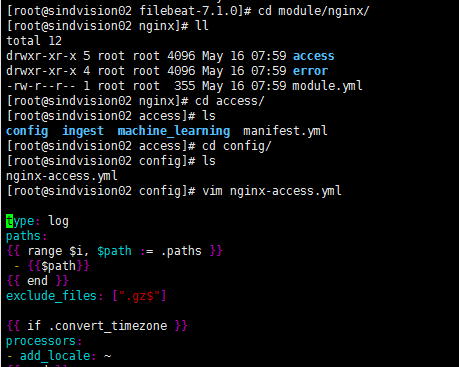 [root@sindvision02 filebeat-7.1.0]# cd module/nginx/
[root@sindvision02 nginx]# ll
total 12
drwxr-xr-x 5 root root 4096 May 16 07:59 access
drwxr-xr-x 4 root root 4096 May 16 07:59 error
-rw-r--r-- 1 root root  355 May 16 07:59 module.yml
[root@sindvision02 nginx]# cd access/
[root@sindvision02 access]# ls
config  ingest  machine_learning  manifest.yml
[root@sindvision02 access]# cd config/
[root@sindvision02 config]# ls
nginx-access.yml
[root@sindvision02 config]# vim nginx-access.yml
type: log
paths:
{{ range $i, $path := .paths }}
 - {{$path}}
{{ end }}
exclude_files: [".gz$"]
{{ if .convert_timezone }}
processors:
- add_locale: ~